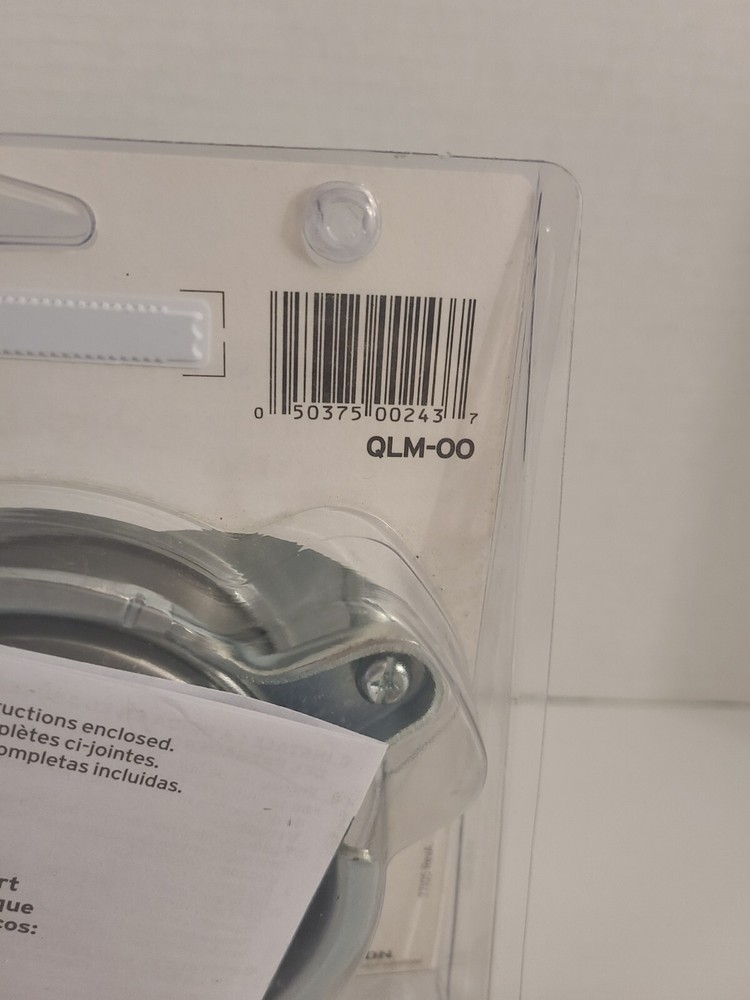 0 50375 00243 7
QLM-00
uctions enclosed.
plètes ci-jointes.
ompletas incluidas.
rt
que
cos: